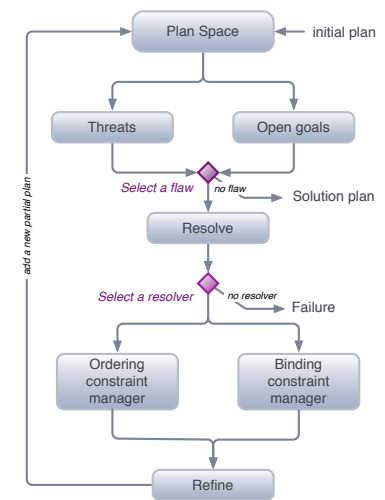 Plan Space
initial plan
Threats
Open goals
Select a flaw
no flaw
Solution plan
Resolve
add a new partial plan
Select a resolver
no resolver
Failure
Ordering
constraint
manager
Binding
constraint
manager
Refine